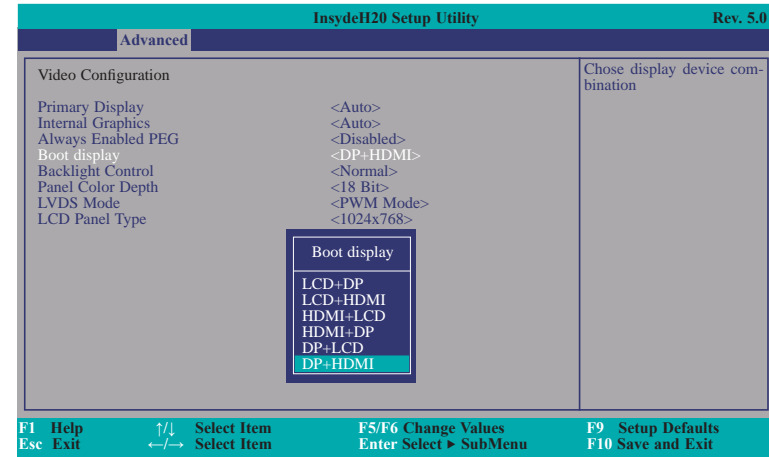 InsydeH20 Setup Utility Rev. 5.0
Advanced
Video Configuration
Primary Display <Auto>
Internal Graphics <Auto>
Always Enabled PEG <Disabled>
Boot display <DP+HDMI>
Backlight Control <Normal>
Panel Color Depth <18 Bit>
LVDS Mode <PWM Mode>
LCD Panel Type <1024x768>
Boot display
LCD+DP
LCD+HDMI
HDMI+LCD
HDMI+DP
DP+LCD
DP+HDMI
Chose display device com-
bination
F1 Help ↑/↓ Select Item F5/F6 Change Values F9 Setup Defaults
Esc Exit ←/→ Select Item Enter Select ▶ SubMenu F10 Save and Exit